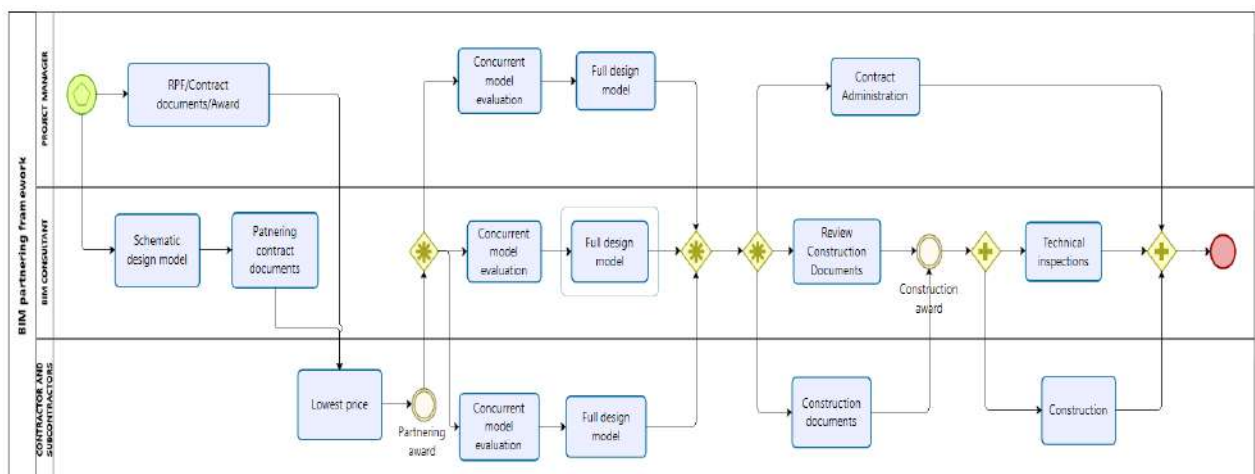 BIM partnering framework
PROJECT MANAGER
RPF/Contract
documents/Award
Concurrent
model
evaluation
Full design
model
Contract
Administration
BIM CONSULTANT
Schematic
design model
Patnering
contract
documents
Concurrent
model
evaluation
Full design
model
Review
Construction
Documents
Construction
award
Technical
inspections
CONTRACTOR AND
SUBCONTRACTORS
Lowest price
Partnering
award
Concurrent
model
evaluation
Full design
model
Construction
documents
Construction